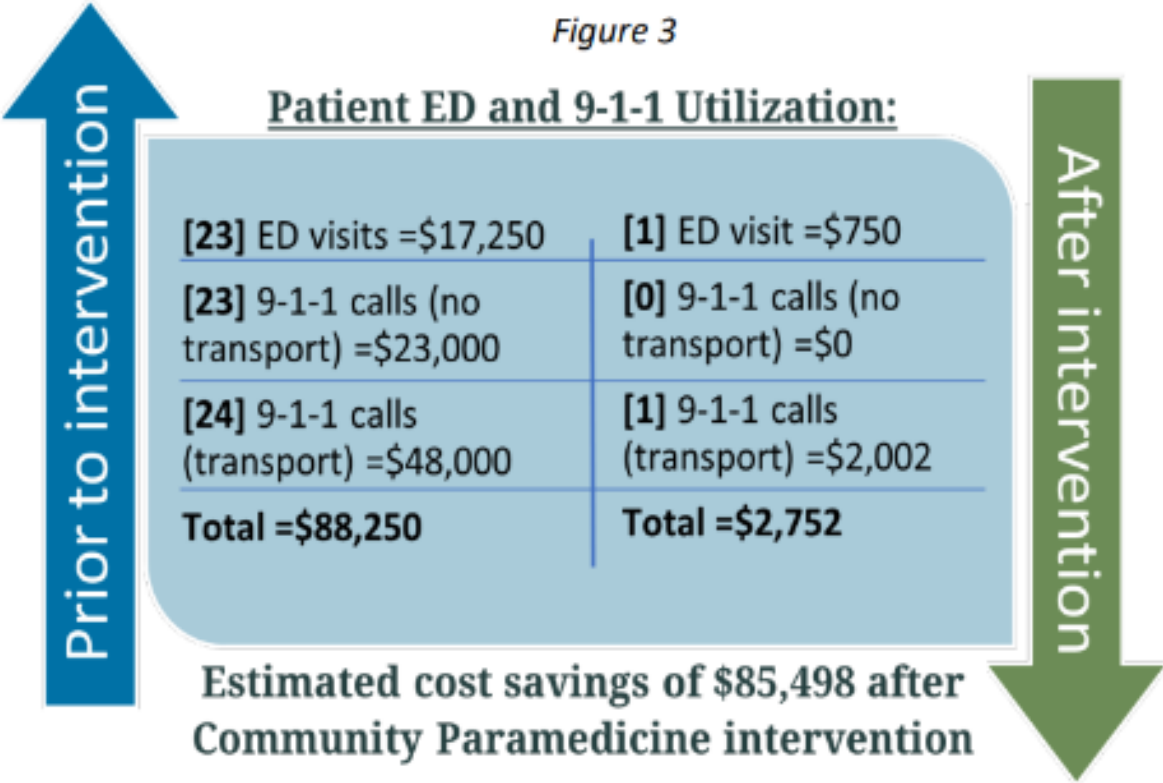 Figure 3
Patient ED and 9-1-1 Utilization:
Prior to intervention
[23] ED visits =$17,250
[23] 9-1-1 calls (no
transport) =$23,000
[24] 9-1-1 calls
(transport) =$48,000
Total =$88,250
[1] ED visit =$750
[0] 9-1-1 calls (no
transport) =$0
[1] 9-1-1 calls
(transport) =$2,002
Total =$2,752
After intervention
Estimated cost savings of $85,498 after
Community Paramedicine intervention